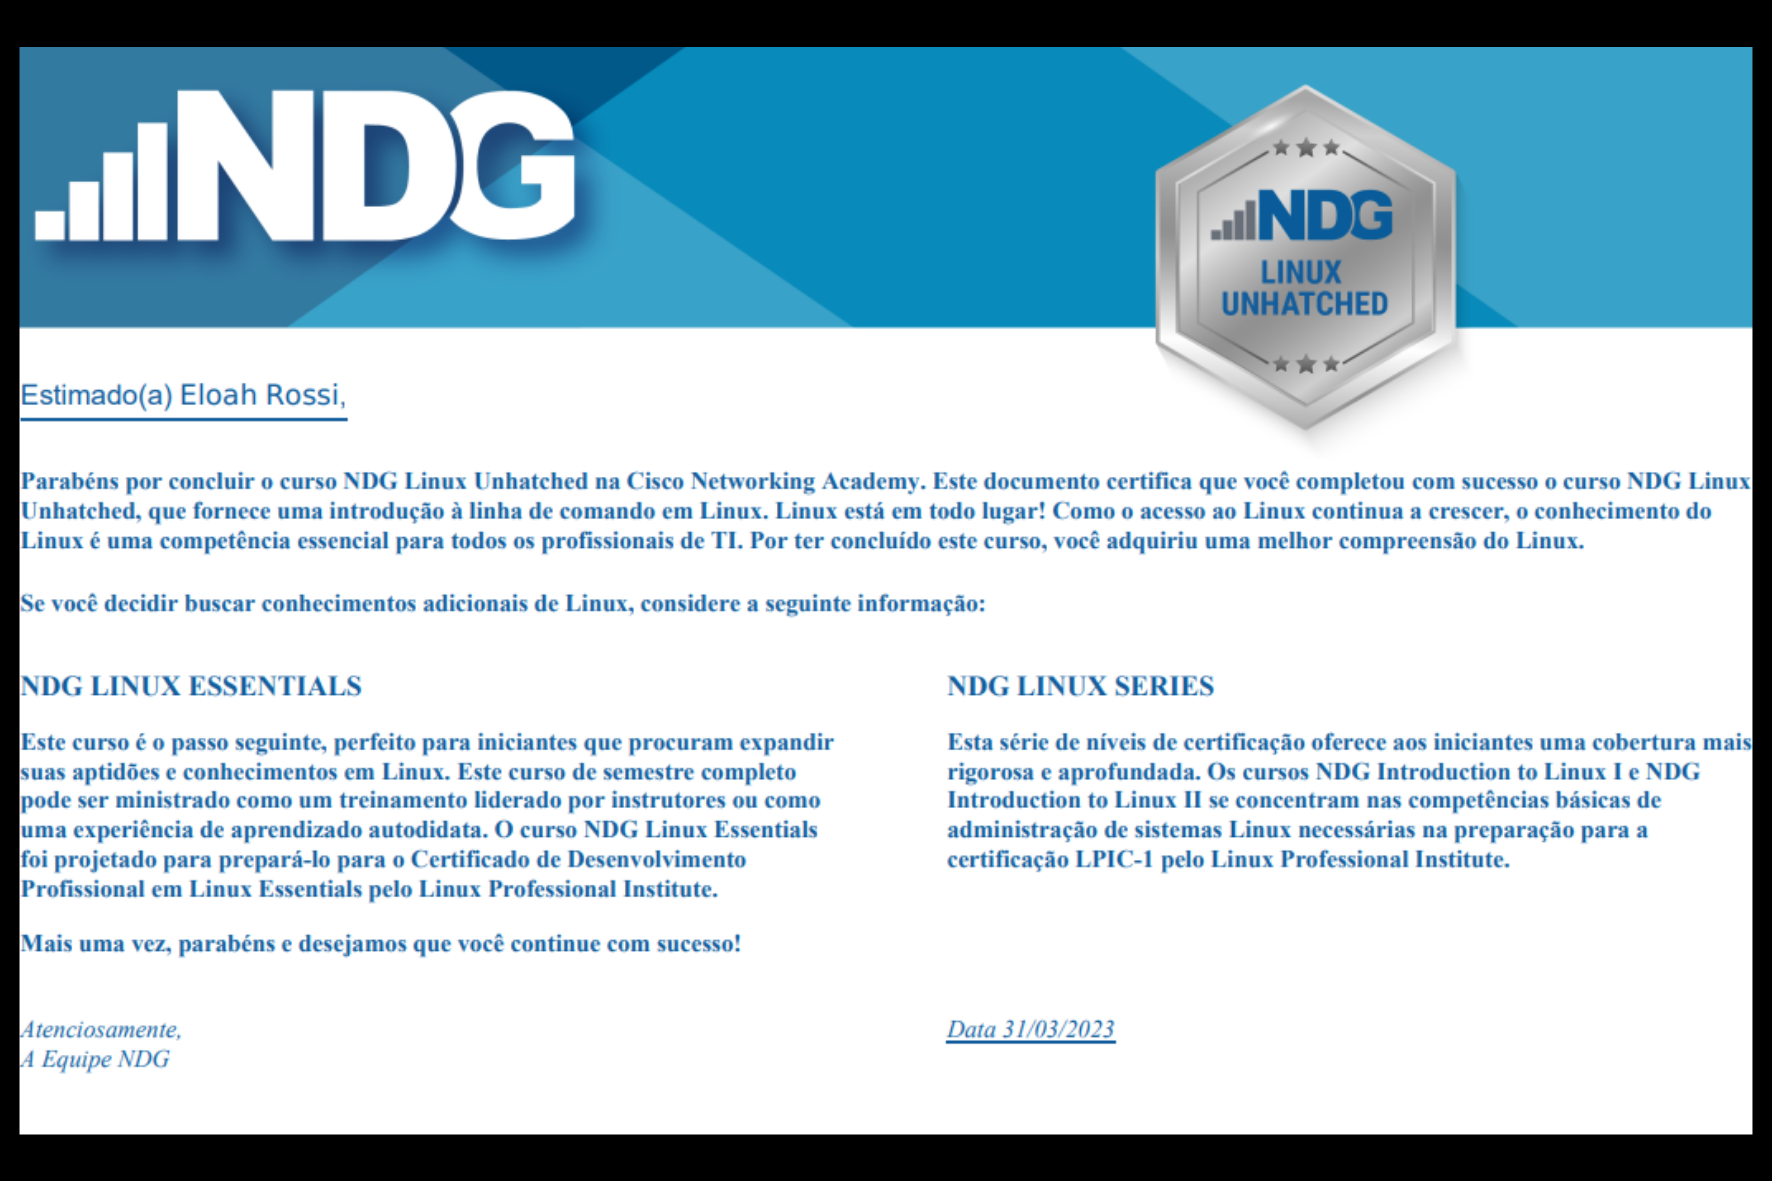 NDG
NDG
LINUX
UNHATCHED
Estimado(a) Eloah Rossi,
Parabéns por concluir o curso NDG Linux Unhatched na Cisco Networking Academy. Este documento certifica que você completou com sucesso o curso NDG Linux
Unhatched, que fornece uma introdução à linha de comando em Linux. Linux está em todo lugar! Como o acesso ao Linux continua a crescer, o conhecimento do
Linux é uma competência essencial para todos os profissionais de TI. Por ter concluído este curso, você adquiriu uma melhor compreensão do Linux.
Se você decidir buscar conhecimentos adicionais de Linux, considere a seguinte informação:
NDG LINUX ESSENTIALS
Este curso é o passo seguinte, perfeito para iniciantes que procuram expandir
suas aptidões e conhecimentos em Linux. Este curso de semestre completo
pode ser ministrado como um treinamento liderado por instrutores ou como
uma experiência de aprendizado autodidata. O curso NDG Linux Essentials
foi projetado para prepará-lo para o Certificado de Desenvolvimento
Profissional em Linux Essentials pelo Linux Professional Institute.
Mais uma vez, parabéns e desejamos que você continue com sucesso!
NDG LINUX SERIES
Esta série de níveis de certificação oferece aos iniciantes uma cobertura mais
rigorosa e aprofundada. Os cursos NDG Introduction to Linux I e NDG
Introduction to Linux II se concentram nas competências básicas de
administração de sistemas Linux necessárias na preparação para a
certificação LPIC-1 pelo Linux Professional Institute.
Atenciosamente,
A Equipe NDG
Data 31/03/2023